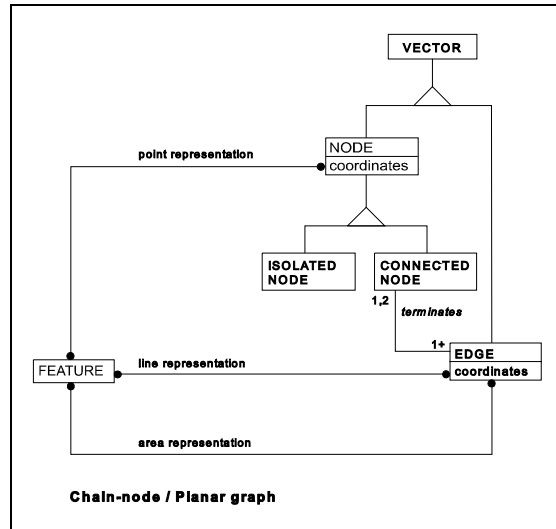 VECTOR
NODE
coordinates
point representation
ISOLATED
NODE
CONNECTED
NODE
1,2
terminates
1+
EDGE
coordinates
FEATURE
line representation
area representation
Chain-node / Planar graph